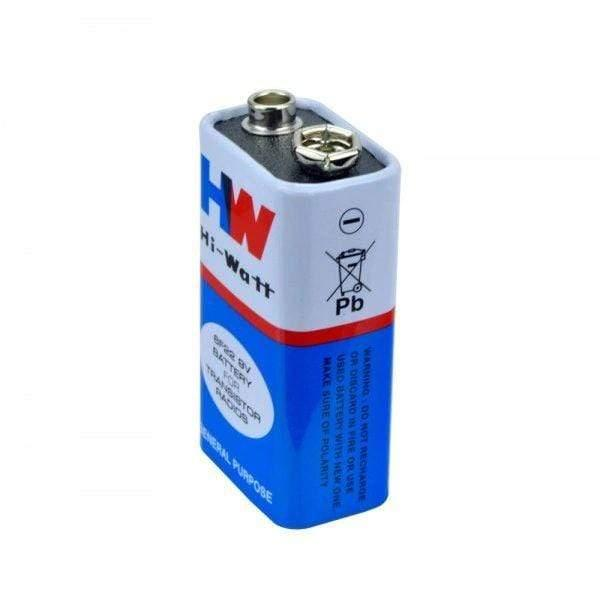 HW
Hi-Watt
6F22 9V
BATTERY
FOR
TRANSISTOR
RADIOS
GENERAL PURPOSE
Pb
WARNING . DO NOT RECHARGE
OR DISCARD IN FIRE OR USE
USED BATTERY WITH NEW ONE
MAKE SURE OF POLARITY